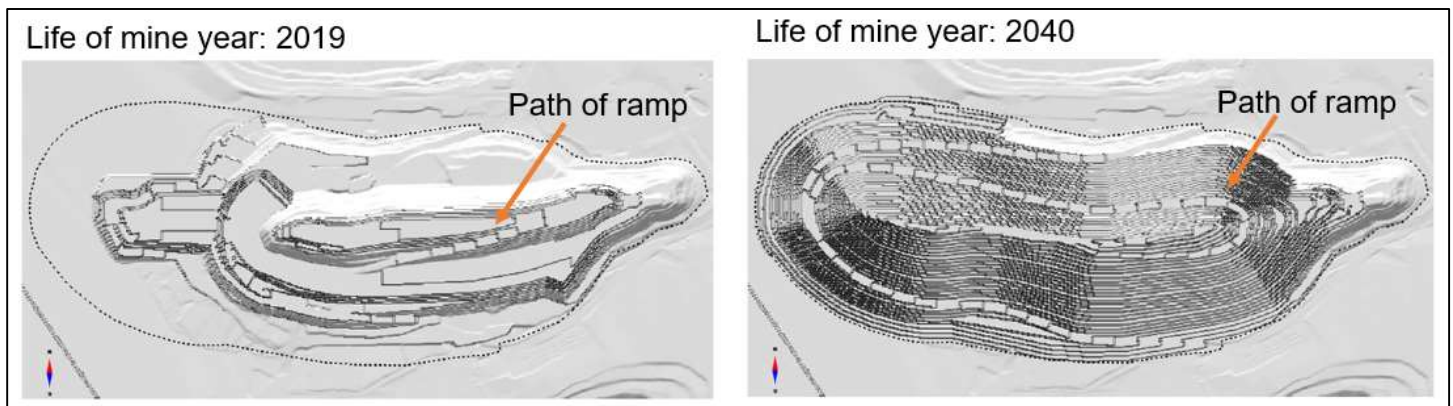 Life of mine year: 2019
Path of ramp
Life of mine year: 2040
Path of ramp